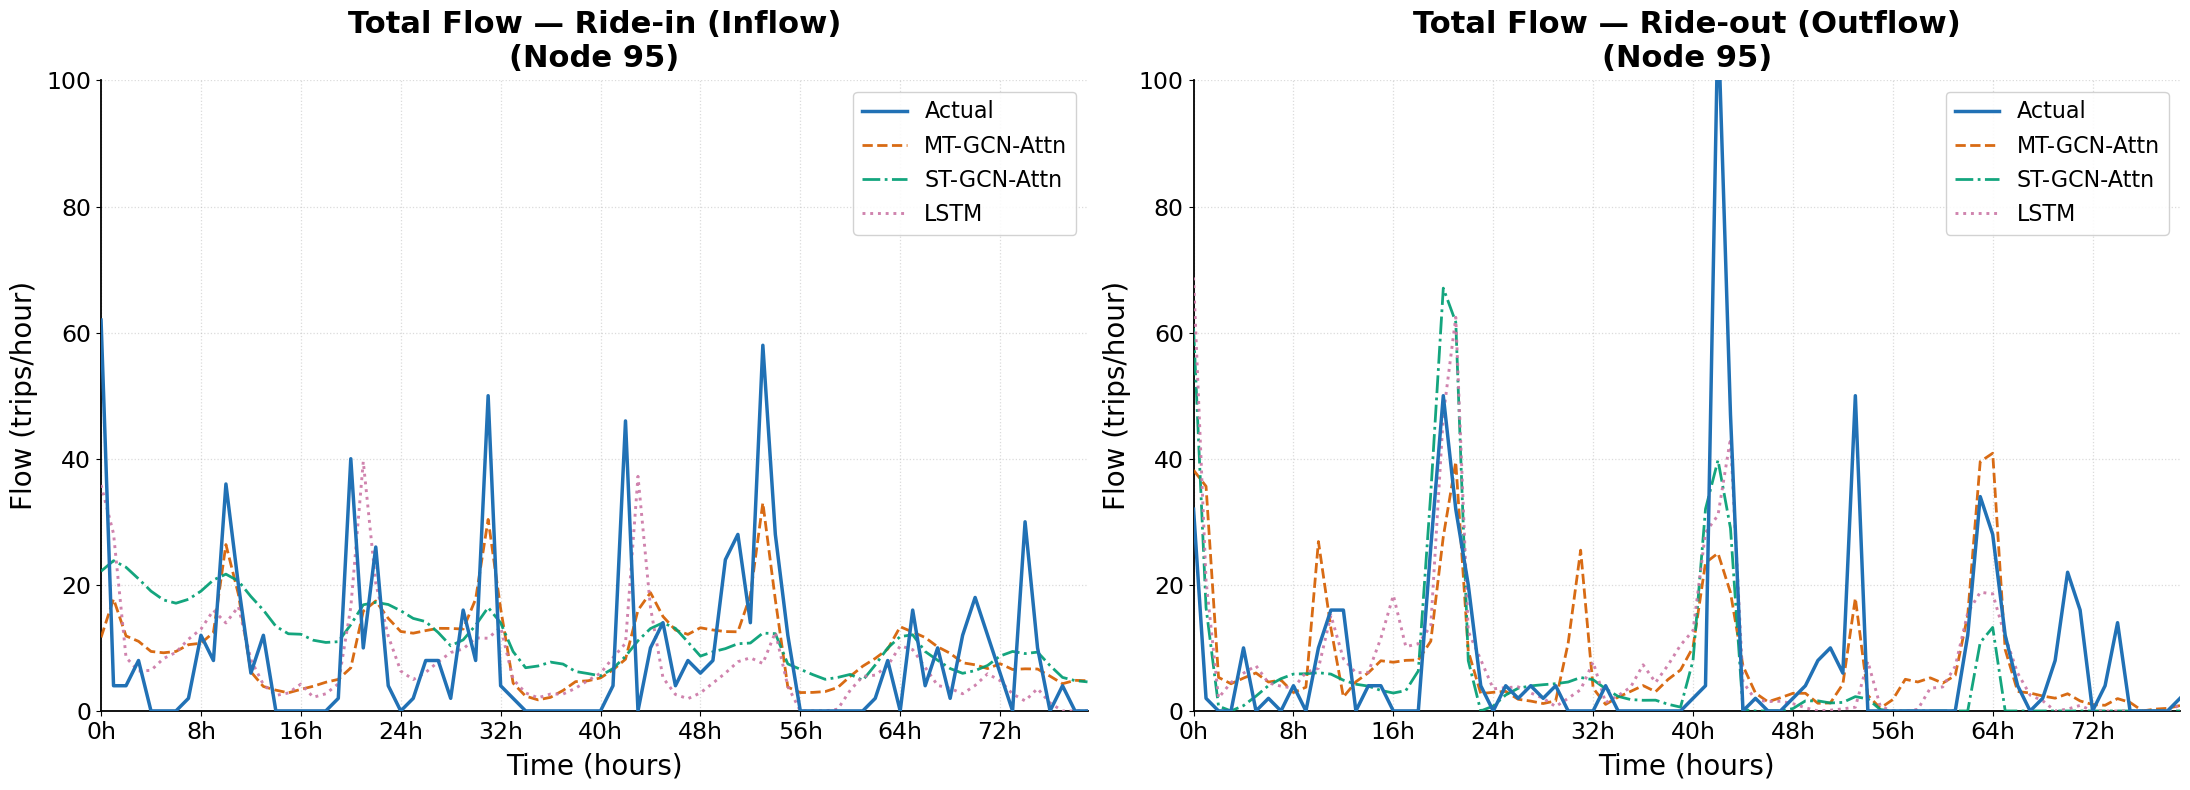 Total Flow — Ride-in (Inflow)
(Node 95)
100
80
60
40
20
0
Flow (trips/hour)
0h 8h 16h 24h 32h 40h 48h 56h 64h 72h
Time (hours)
Actual
MT-GCN-Attn
ST-GCN-Attn
LSTM
Total Flow — Ride-out (Outflow)
(Node 95)
100
80
60
40
20
0
Flow (trips/hour)
0h 8h 16h 24h 32h 40h 48h 56h 64h 72h
Time (hours)
Actual
MT-GCN-Attn
ST-GCN-Attn
LSTM